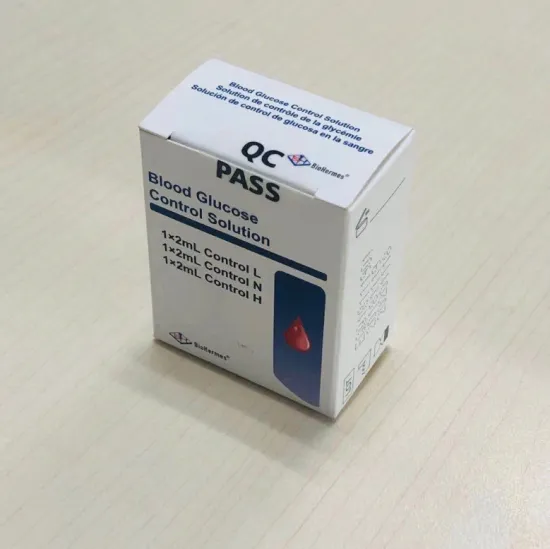 Blood Glucose Control Solution
Solution de contrôle de la glycémie
Solución de control de glucosa en la sangre
QC
BioHermes®
PASS
Blood Glucose
Control Solution
1×2mL Control L
1×2mL Control N
1×2mL Control H
BioHermes®